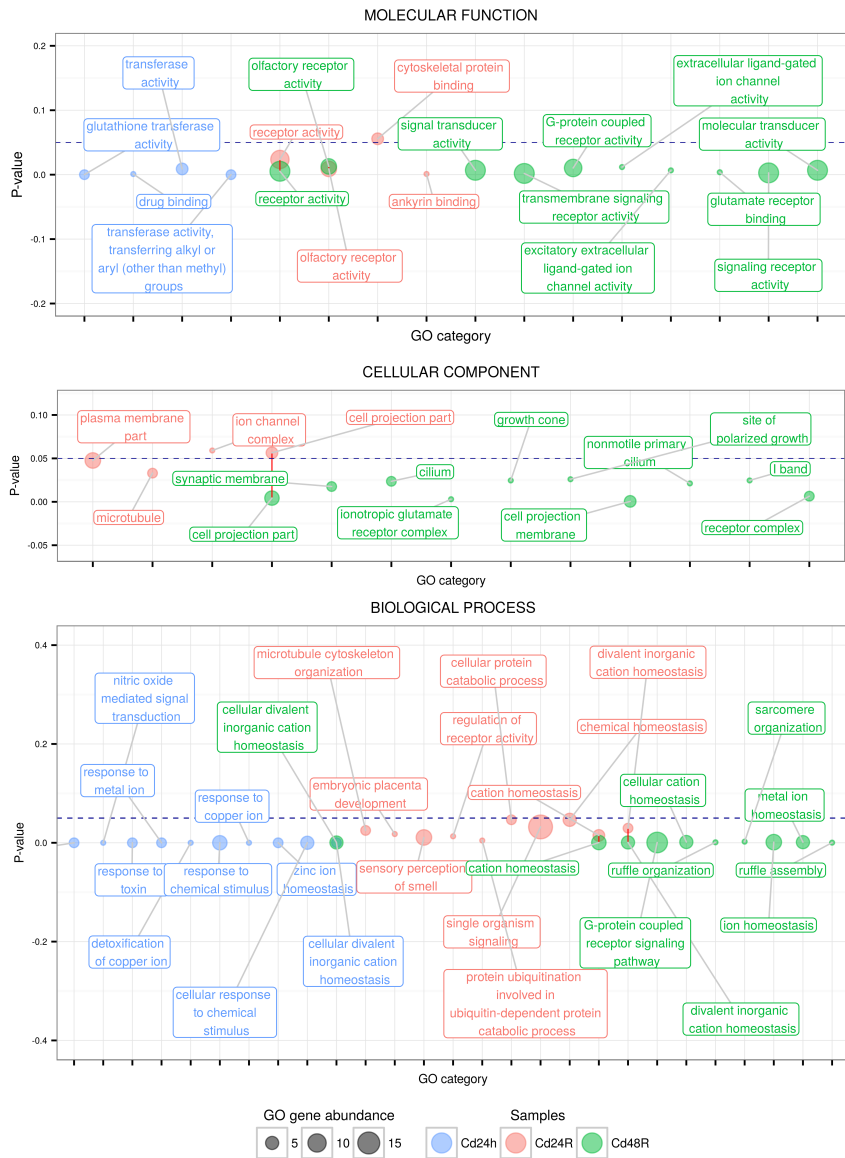 MOLECULAR FUNCTION
0.2
0.1
0.0
-0.1
-0.2
P-value
transferase
activity
olfactory receptor
activity
cytoskeletal protein
binding
extracellular ligand-gated
ion channel
activity
glutathione transferase
activity
receptor activity
signal transducer
activity
G-protein coupled
receptor activity
molecular transducer
activity
drug binding
receptor activity
ankyrin binding
transmembrane signaling
receptor activity
glutamate receptor
binding
transferase activity,
transferring alkyl or
aryl (other than methyl)
groups
olfactory receptor
activity
excitatory extracellular
ligand-gated ion
channel activity
signaling receptor
activity
GO category
CELLULAR COMPONENT
0.10
0.05
0.00
-0.05
P-value
plasma membrane
part
ion channel
complex
cell projection part
growth cone
nonmotile primary
cilium
site of
polarized growth
synaptic membrane
cilium
I band
microtubule
cell projection part
ionotropic glutamate
receptor complex
cell projection
membrane
receptor complex
GO category
BIOLOGICAL PROCESS
0.4
0.2
0.0
-0.2
-0.4
P-value
microtubule cytoskeleton
organization
cellular protein
catabolic process
divalent inorganic
cation homeostasis
nitric oxide
mediated signal
transduction
cellular divalent
inorganic cation
homeostasis
regulation of
receptor activity
chemical homeostasis
sarcomere
organization
response to
metal ion
response to
copper ion
embryonic placenta
development
cation homeostasis
cellular cation
homeostasis
metal ion
homeostasis
response to
toxin
response to
chemical stimulus
zinc ion
homeostasis
sensory perception
of smell
cation homeostasis
ruffle organization
ruffle assembly
detoxification
of copper ion
cellular divalent
inorganic cation
homeostasis
single organism
signaling
G-protein coupled
receptor signaling
pathway
ion homeostasis
cellular response
to chemical
stimulus
protein ubiquitination
involved in
ubiquitin-dependent protein
catabolic process
divalent inorganic
cation homeostasis
GO category
GO gene abundance
5
10
15
Samples
Cd24h
Cd24R
Cd48R